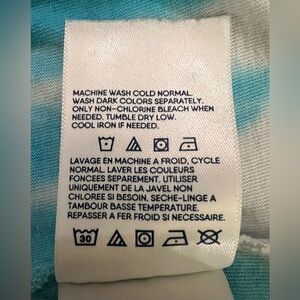 MACHINE WASH COLD NORMAL.
WASH DARK COLORS SEPARATELY.
ONLY NON-CHLORINE BLEACH WHEN
NEEDED. TUMBLE DRY LOW.
COOL IRON IF NEEDED.
LAVAGE EN MACHINE A FROID, CYCLE
NORMAL. LAVER LES COULEURS
FONCEES SEPAREMENT. UTILISER
UNIQUEMENT DE LA JAVEL NON
CHLOREE SI BESOIN. SECHE-LINGE A
TAMBOUR BASSE TEMPERATURE.
REPASSER A FER FROID SI NECESSAIRE.
30